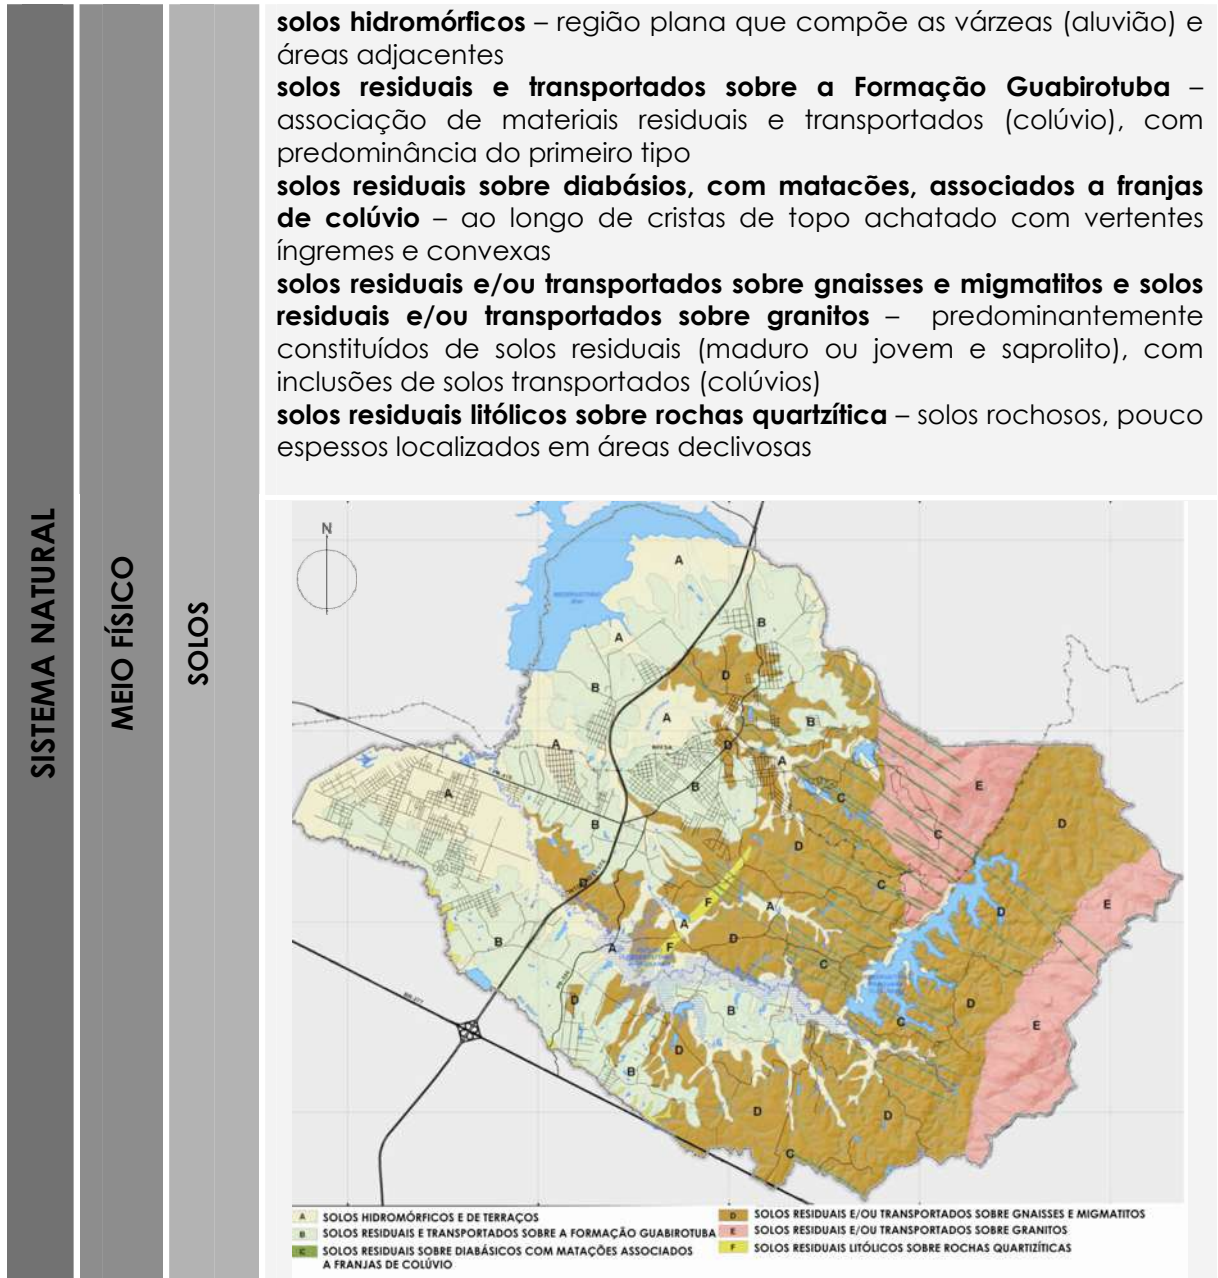 solos hidromórficos – região plana que compõe as várzeas (aluvião) e
áreas adjacentes
solos residuais e transportados sobre a Formação Guabirotuba –
associação de materiais residuais e transportados (colúvio), com
predominância do primeiro tipo
solos residuais sobre diabásios, com matacões, associados a franjas
de colúvio – ao longo de cristas de topo achatado com vertentes
íngremes e convexas
solos residuais e/ou transportados sobre gnaisses e migmatitos e solos
residuais e/ou transportados sobre granitos – predominantemente
constituídos de solos residuais (maduro ou jovem e saprolito), com
inclusões de solos transportados (colúvios)
solos residuais litólicos sobre rochas quartzítica – solos rochosos, pouco
espessos localizados em áreas declivosas
SISTEMA NATURAL
MEIO FÍSICO
SOLOS
N
A
B
A
B
D
A
B
A
D
A
B
A
C
E
B
C
D
D
D
C
E
F
A
D
A
D
B
A
F
C
D
D
B
C
E
D
B
D
D
C
BR-277
A SOLOS HIDROMÓRFICOS E DE TERRAÇOS
B SOLOS RESIDUAIS E TRANSPORTADOS SOBRE A FORMAÇÃO GUABIROTUBA
C SOLOS RESIDUAIS SOBRE DIABÁSICOS COM MATAÇÕES ASSOCIADOS
A FRANJAS DE COLÚVIO
D SOLOS RESIDUAIS E/OU TRANSPORTADOS SOBRE GNAISSES E MIGMATITOS
E SOLOS RESIDUAIS E/OU TRANSPORTADOS SOBRE GRANITOS
F SOLOS RESIDUAIS LITÓLICOS SOBRE ROCHAS QUARTIZÍTICAS